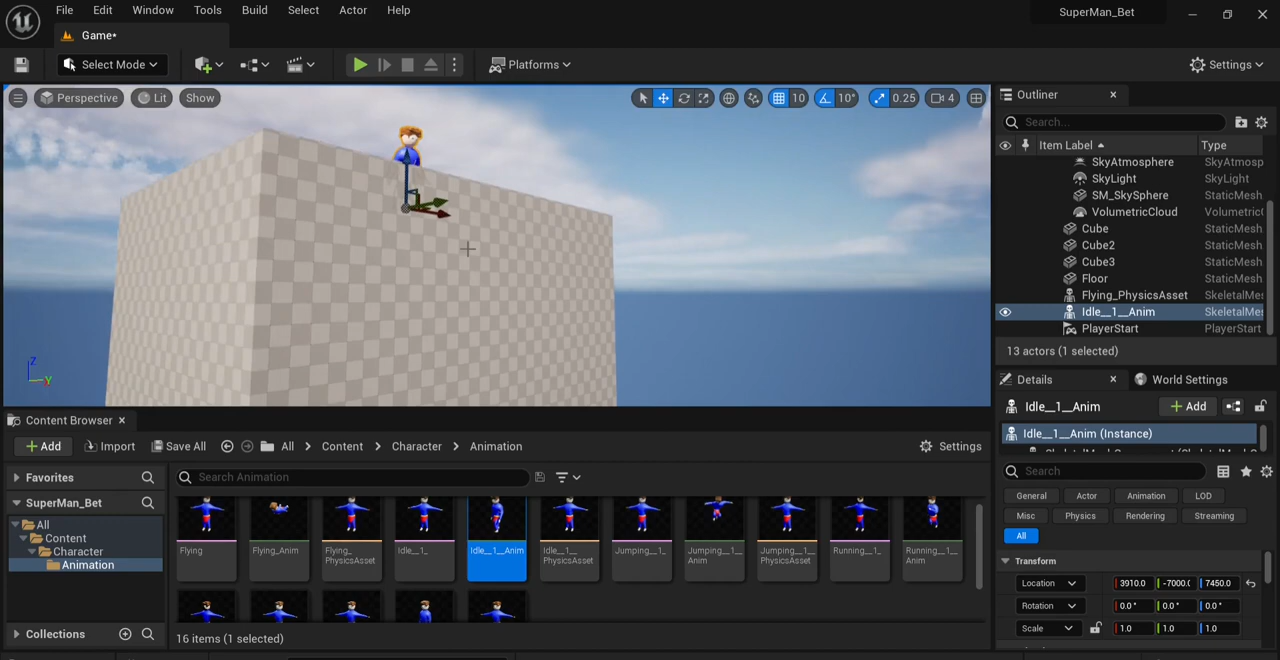 File Edit Window Tools Build Select Actor Help SuperMan_Bet
Game*
Select Mode Platforms Settings
Perspective Lit Show 10 10° 0.25 4
Outliner
Search...
Item Label Type
SkyAtmosphere SkyAtmosp
SkyLight SkyLight
SM_SkySphere StaticMesh
VolumetricCloud Volumetric
Cube StaticMesh
Cube2 StaticMesh
Cube3 StaticMesh
Floor StaticMesh
Flying_PhysicsAsset SkeletalMes
Idle__1__Anim SkeletalMes
PlayerStart PlayerStart
13 actors (1 selected)
Z
Y
Details World Settings
Idle__1__Anim Add
Idle__1__Anim (Instance)
Search
General Actor Animation LOD
Misc Physics Rendering Streaming
All
Transform
Location 3910.0 -7000.( 7450.0
Rotation 0.0° 0.0° 0.0°
Scale 1.0 1.0 1.0
Content Browser
Add Import Save All All Content Character Animation Settings
Favorites
SuperMan_Bet
All
Content
Character
Animation
Collections
Search Animation
Flying Flying_Anim Flying_ PhysicsAsset Idle__1_ Idle__1__Anim Idle__1__ PhysicsAsset Jumping__1_ Jumping__1__ Anim Jumping__1__ PhysicsAsset Running__1_ Running__1__ Anim
16 items (1 selected)